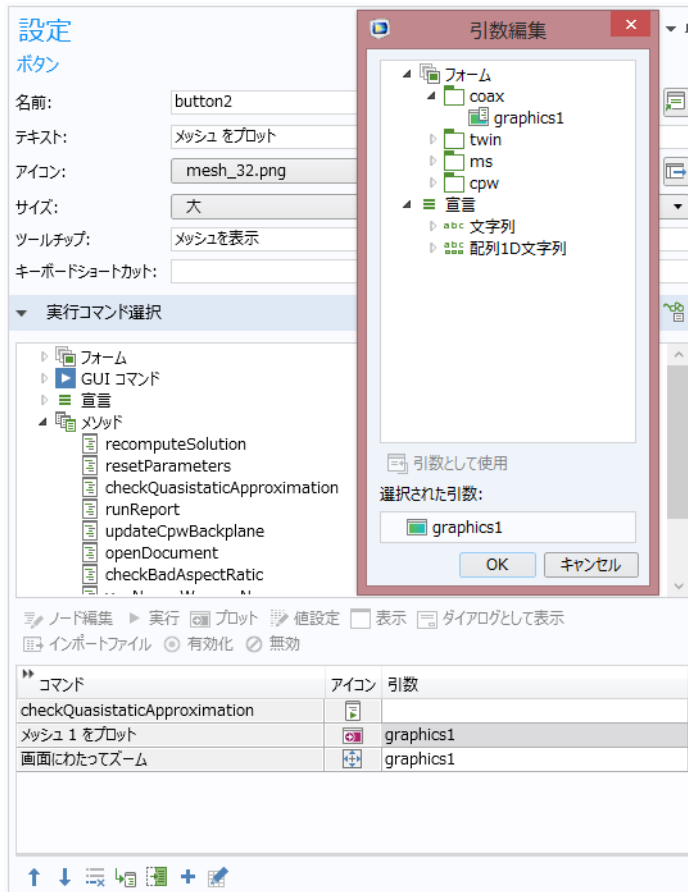 設定
ボタン
名前: button2
テキスト: メッシュ をプロット
アイコン: mesh_32.png
サイズ: 大
ツールチップ: メッシュを表示
キーボードショートカット:
実行コマンド選択
フォーム
GUI コマンド
宣言
メソッド
recomputeSolution
resetParameters
checkQuasistaticApproximation
runReport
updateCpwBackplane
openDocument
checkBadAspectRatic
引数編集
フォーム
coax
graphics1
twin
ms
cpw
宣言
abc 文字列
abc 配列1D文字列
引数として使用
選択された引数:
graphics1
OK キャンセル
ノード編集 実行 プロット 値設定 表示 ダイアログとして表示
インポートファイル 有効化 無効
コマンド アイコン 引数
checkQuasistaticApproximation
メッシュ 1 をプロット graphics1
画面にわたってズーム graphics1